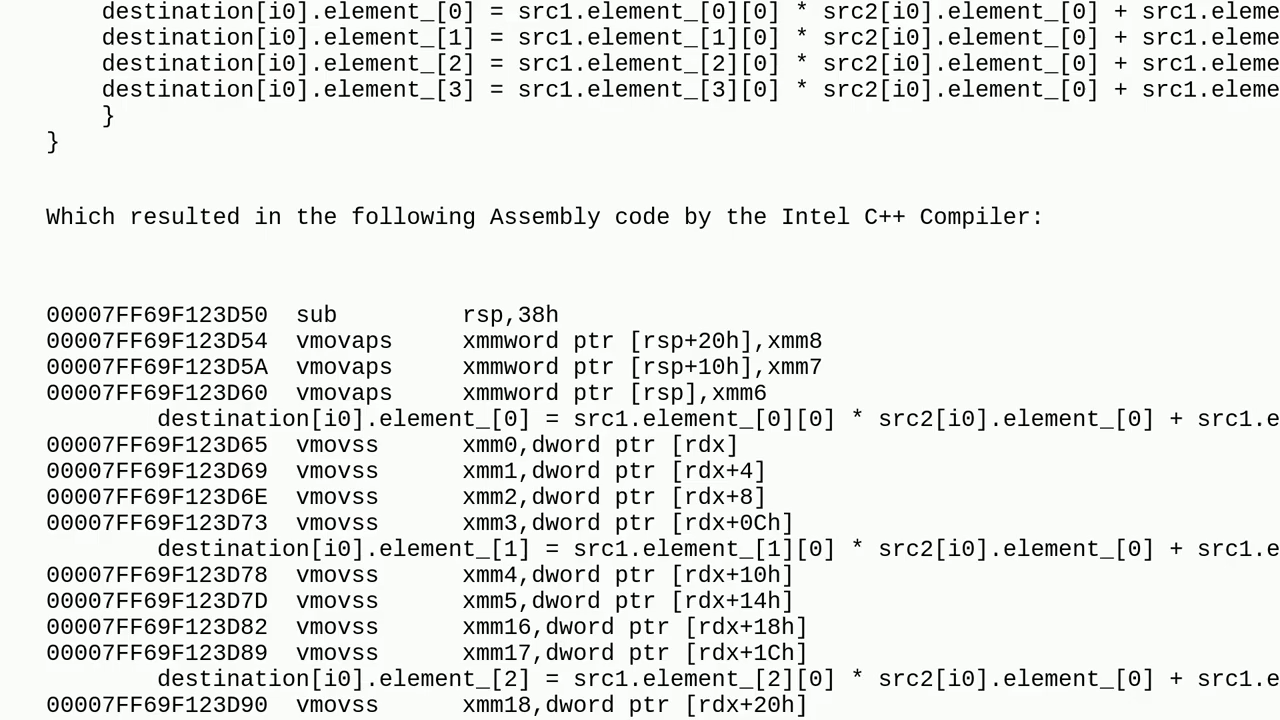 destination[i0].element_[0] = src1.element_[0][0] * src2[i0].element_[0] + src1.eleme
destination[i0].element_[1] = src1.element_[1][0] * src2[i0].element_[0] + src1.eleme
destination[i0].element_[2] = src1.element_[2][0] * src2[i0].element_[0] + src1.eleme
destination[i0].element_[3] = src1.element_[3][0] * src2[i0].element_[0] + src1.eleme
}
}
Which resulted in the following Assembly code by the Intel C++ Compiler:
00007FF69F123D50  sub         rsp,38h
00007FF69F123D54  vmovaps     xmmword ptr [rsp+20h],xmm8
00007FF69F123D5A  vmovaps     xmmword ptr [rsp+10h],xmm7
00007FF69F123D60  vmovaps     xmmword ptr [rsp],xmm6
destination[i0].element_[0] = src1.element_[0][0] * src2[i0].element_[0] + src1.e
00007FF69F123D65  vmovss      xmm0,dword ptr [rdx]
00007FF69F123D69  vmovss      xmm1,dword ptr [rdx+4]
00007FF69F123D6E  vmovss      xmm2,dword ptr [rdx+8]
00007FF69F123D73  vmovss      xmm3,dword ptr [rdx+0Ch]
destination[i0].element_[1] = src1.element_[1][0] * src2[i0].element_[0] + src1.e
00007FF69F123D78  vmovss      xmm4,dword ptr [rdx+10h]
00007FF69F123D7D  vmovss      xmm5,dword ptr [rdx+14h]
00007FF69F123D82  vmovss      xmm16,dword ptr [rdx+18h]
00007FF69F123D89  vmovss      xmm17,dword ptr [rdx+1Ch]
destination[i0].element_[2] = src1.element_[2][0] * src2[i0].element_[0] + src1.e
00007FF69F123D90  vmovss      xmm18,dword ptr [rdx+20h]